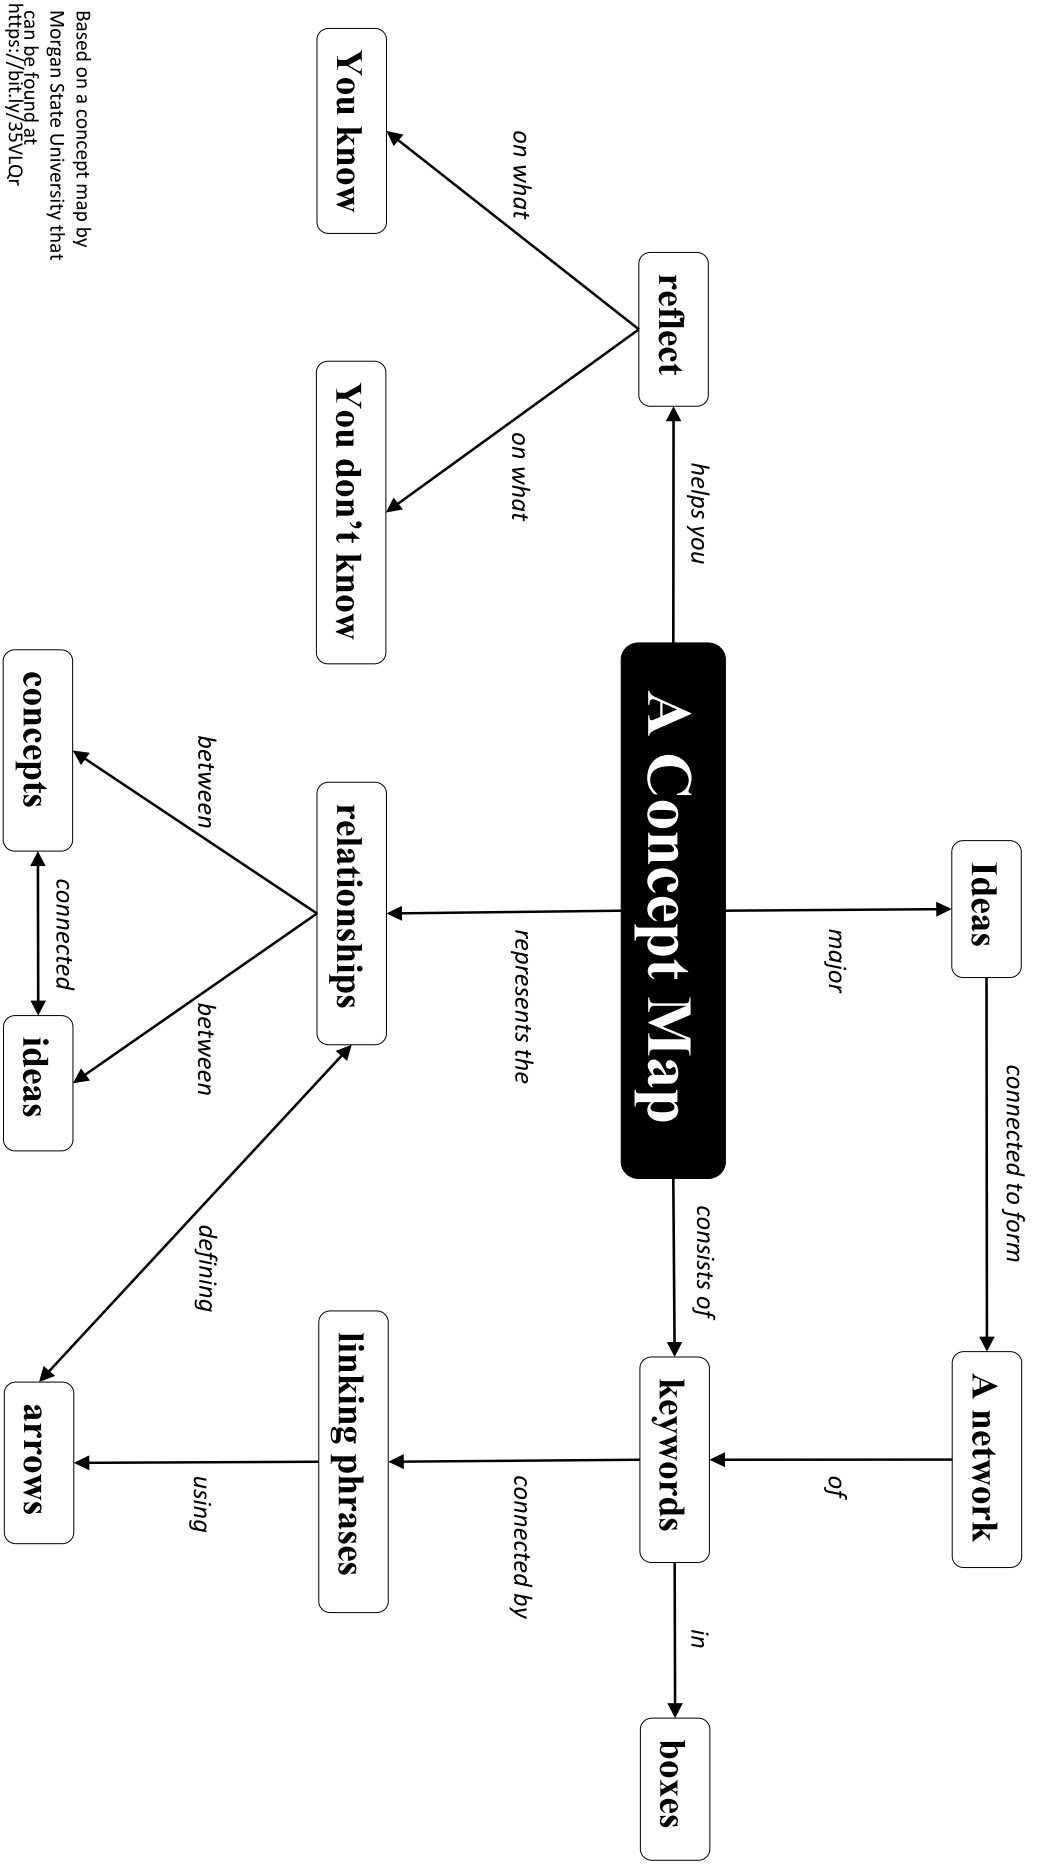 Ideas
connected to form
A network
major
of
reflect
helps you
A Concept Map
consists of
keywords
in
boxes
on what
on what
represents the
connected by
You know
You don’t know
relationships
linking phrases
between
between
defining
using
concepts
connected
ideas
arrows
Based on a concept map by
Morgan State University that
can be found at
https://bit.ly/35VLQr